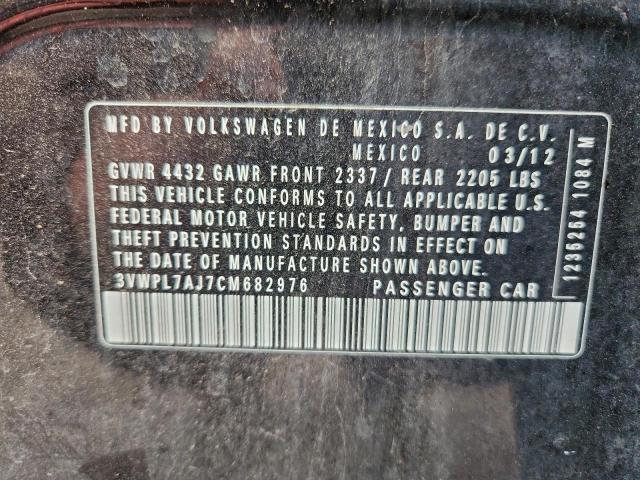 MFD BY VOLKSWAGEN DE MEXICO S.A. DE C.V.
MEXICO 03/12
GVWR 4432 GAWR FRONT 2337 / REAR 2205 LBS
THIS VEHICLE CONFORMS TO ALL APPLICABLE U.S.
FEDERAL MOTOR VEHICLE SAFETY, BUMPER AND
THEFT PREVENTION STANDARDS IN EFFECT ON
THE DATE OF MANUFACTURE SHOWN ABOVE.
3VWPL7AJ7CM682976 PASSENGER CAR
1235254 1084 M